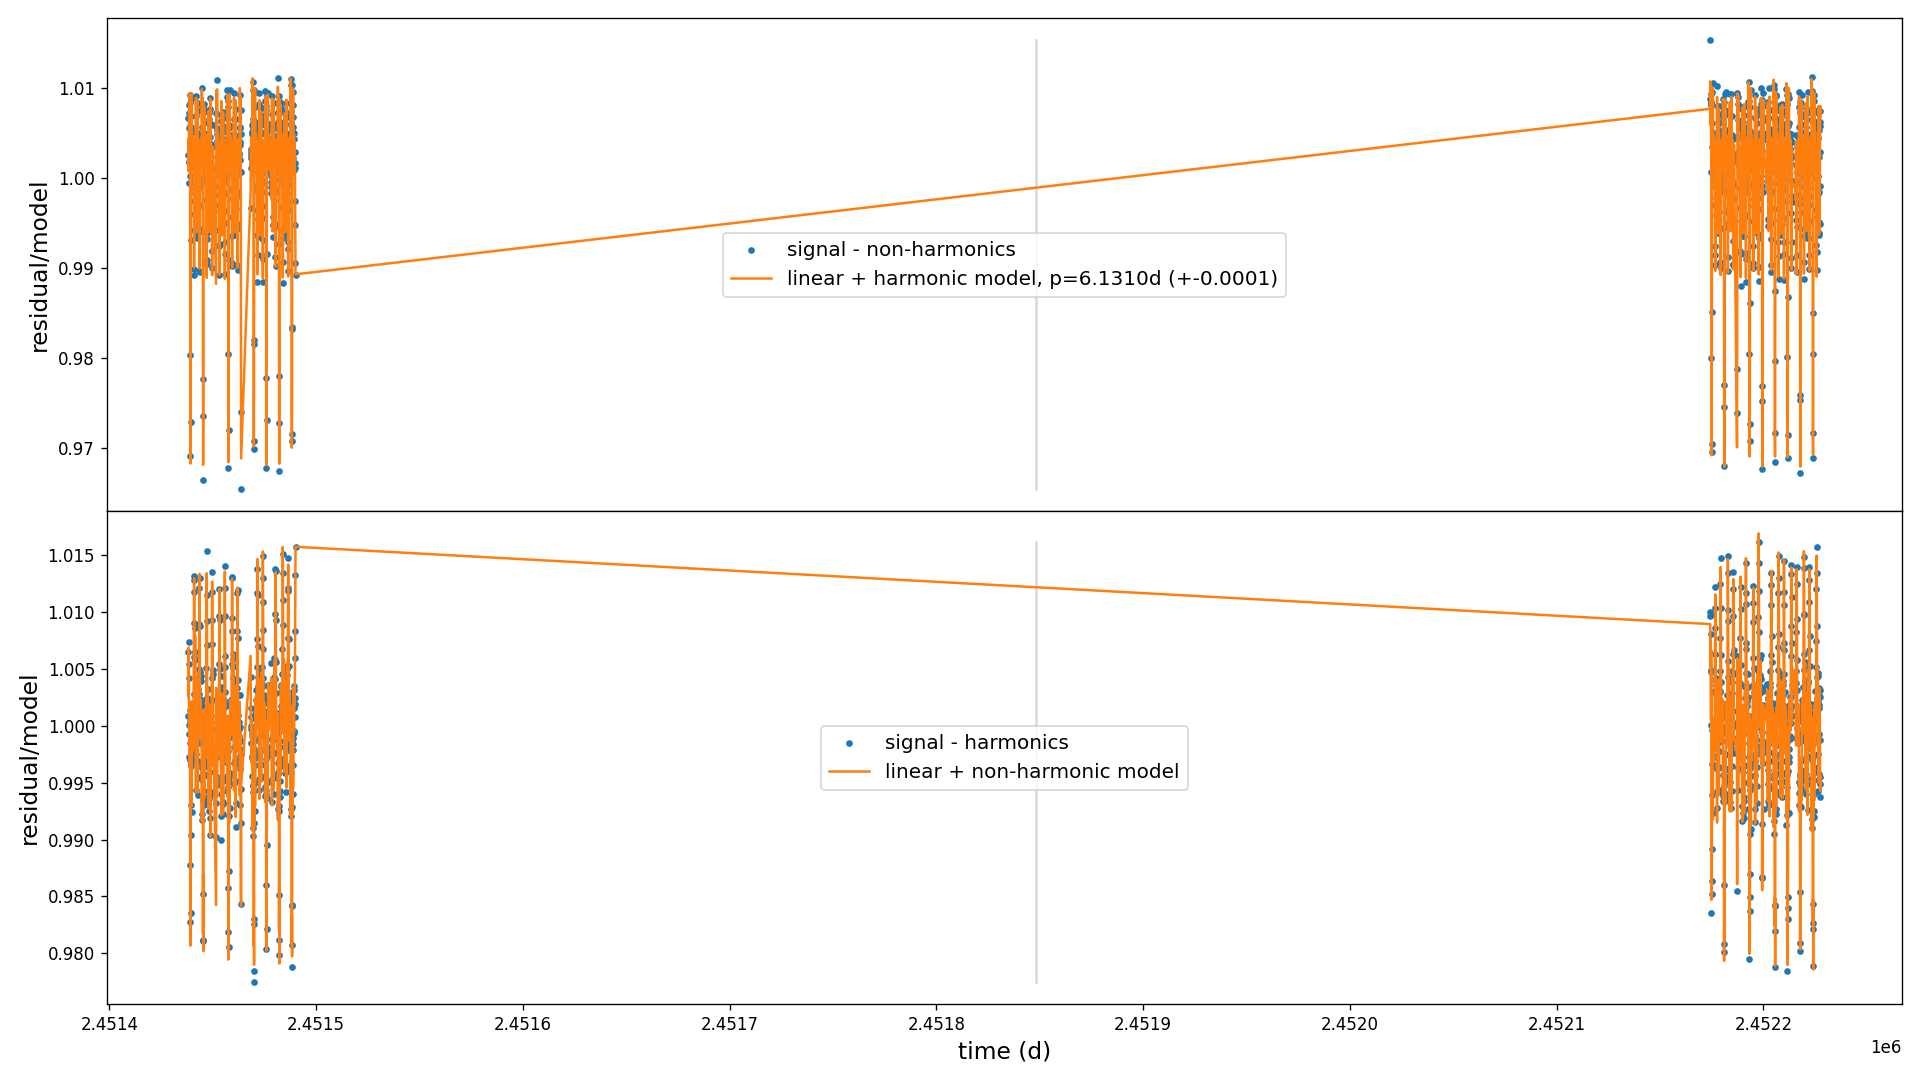 1.01
1.00
0.99
0.98
0.97
residual/model
signal - non-harmonics
linear + harmonic model, p=6.1310d (+-0.0001)
1.015
1.010
1.005
1.000
0.995
0.990
0.985
0.980
residual/model
signal - harmonics
linear + non-harmonic model
2.4514 2.4515 2.4516 2.4517 2.4518 2.4519 2.4520 2.4521 2.4522
1e6
time (d)